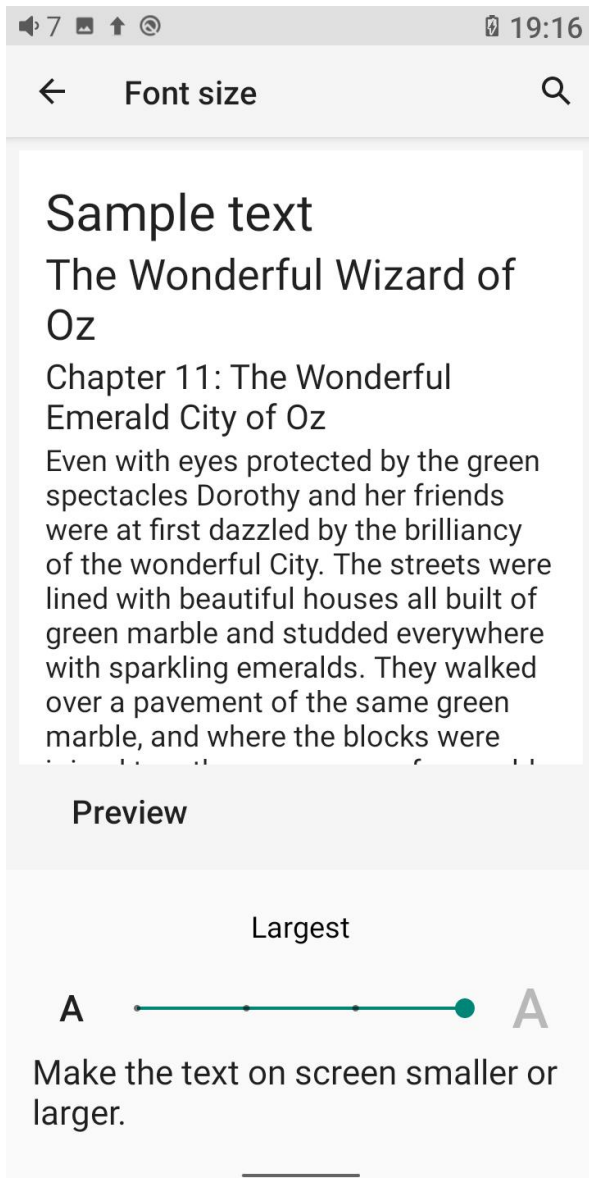 7
19:16
Font size
Sample text
The Wonderful Wizard of
Oz
Chapter 11: The Wonderful
Emerald City of Oz
Even with eyes protected by the green
spectacles Dorothy and her friends
were at first dazzled by the brilliancy
of the wonderful City. The streets were
lined with beautiful houses all built of
green marble and studded everywhere
with sparkling emeralds. They walked
over a pavement of the same green
marble, and where the blocks were
Preview
Largest
A
A
Make the text on screen smaller or
larger.